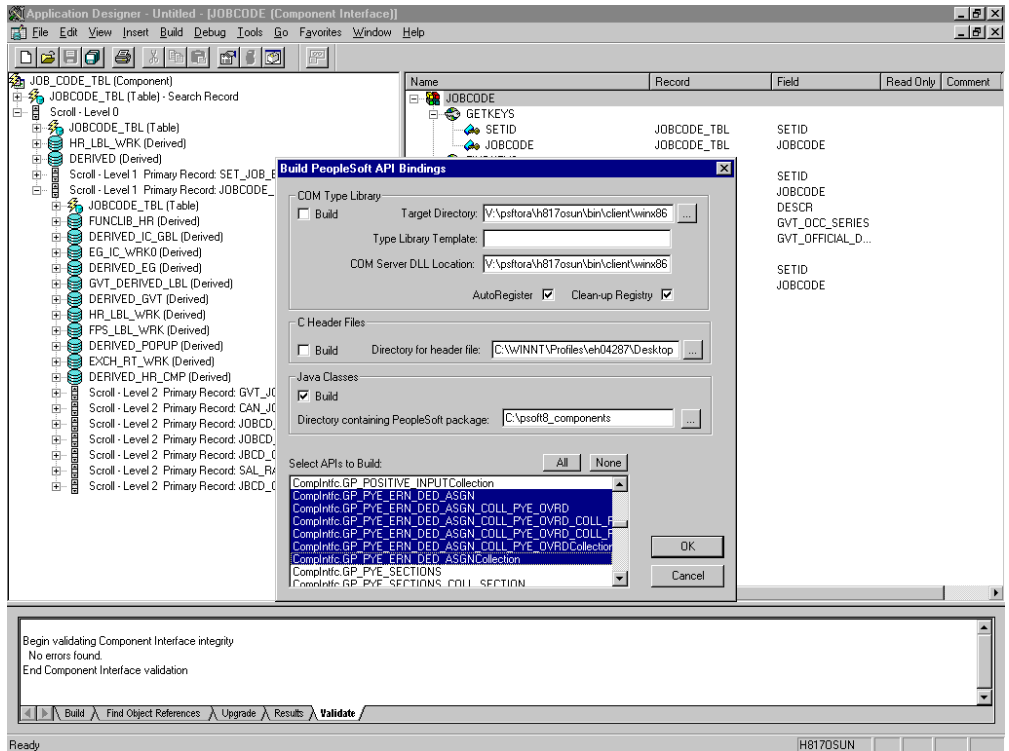 Application Designer - Untitled - [JOBCODE (Component Interface)]
File Edit View Insert Build Debug Tools Go Favorites Window Help
JOB_CODE_TBL (Component)
JOBCODE_TBL (Table) - Search Record
Scroll - Level 0
JOBCODE_TBL (Table)
HR_LBL_WRK (Derived)
DERIVED (Derived)
Scroll - Level 1 Primary Record: SET_JOB_
Scroll - Level 1 Primary Record: JOBCODE_
JOBCODE_TBL (Table)
FUNCLIB_HR (Derived)
DERIVED_IC_GBL (Derived)
EG_IC_WRK0 (Derived)
DERIVED_EG (Derived)
GVT_DERIVED_LBL (Derived)
DERIVED_GVT (Derived)
HR_LBL_WRK (Derived)
FPS_LBL_WRK (Derived)
DERIVED_POPUP (Derived)
EXCH_RT_WRK (Derived)
DERIVED_HR_CMP (Derived)
Scroll - Level 2 Primary Record: GVT_JO
Scroll - Level 2 Primary Record: CAN_JO
Scroll - Level 2 Primary Record: JOBCD_
Scroll - Level 2 Primary Record: JOBCD_
Scroll - Level 2 Primary Record: JBCD_
Scroll - Level 2 Primary Record: SAL_RA
Scroll - Level 2 Primary Record: JBCD_
Name Record Field Read Only Comment
JOBCODE
GETKEYS
SETID JOBCODE_TBL SETID
JOBCODE JOBCODE_TBL JOBCODE
SETID
JOBCODE
DESCR
GVT_OCC_SERIES
GVT_OFFICIAL_D...
SETID
JOBCODE
Build PeopleSoft API Bindings
COM Type Library
Build Target Directory: V:\psftora\h817osun\bin\client\winx86 ...
Type Library Template:
COM Server DLL Location: V:\psftora\h817osun\bin\client\winx86
AutoRegister Clean-up Registry
C Header Files
Build Directory for header file: C:\WINNT\Profiles\eh04287\Desktop ...
Java Classes
Build
Directory containing PeopleSoft package: C:\psoft8_components ...
Select APIs to Build: All None
CompIntfc.GP_POSITIVE_INPUTCollection
CompIntfc.GP_PYE_ERN_DED_ASGN
CompIntfc.GP_PYE_ERN_DED_ASGN_COLL_PYE_OVRD
CompIntfc.GP_PYE_ERN_DED_ASGN_COLL_PYE_OVRD_COLL_P
CompIntfc.GP_PYE_ERN_DED_ASGN_COLL_PYE_OVRD_COLL_P
CompIntfc.GP_PYE_ERN_DED_ASGN_COLL_PYE_OVRDCollection
CompIntfc.GP_PYE_ERN_DED_ASGNCollection
CompIntfc.GP_PYE_SECTIONS
CompIntfc.GP_PYE_SECTIONS_COLL_SECTION
OK
Cancel
Begin validating Component Interface integrity
No errors found.
End Component Interface validation
Build Find Object References Upgrade Results Validate
Ready H817OSUN